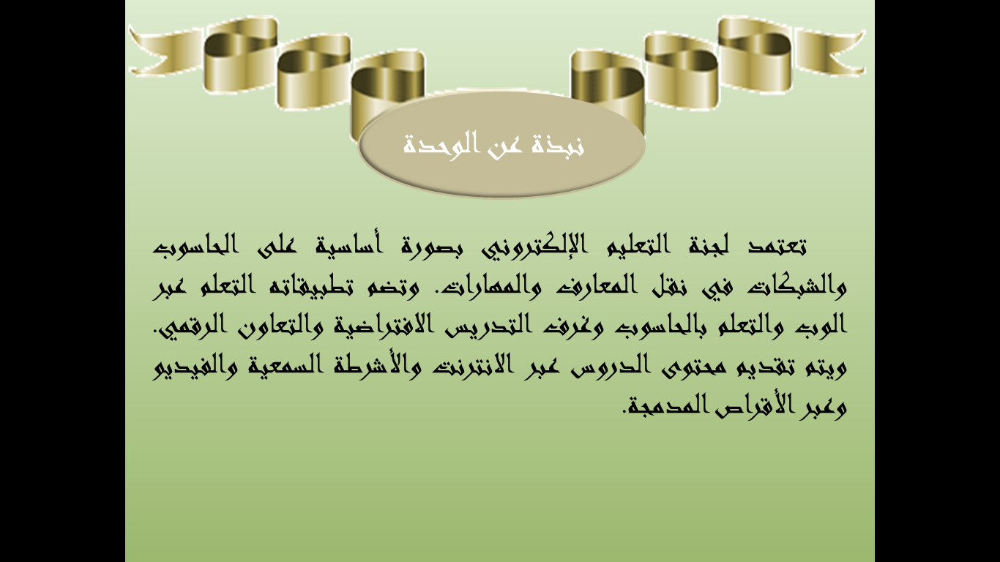 نبذة عن الوحدة
تعتمد لجنة التعليم الإلكتروني بصورة أساسية على الحاسوب
والشبكات في نقل المعارف والمهارات. وتضم تطبيقاته التعلم عبر
الوب والتعلم بالحاسوب وغرف التدريس الافتراضية والتعاون الرقمي.
ويتم تقديم محتوى الدروس عبر الانترنت والأشرطة السمعية والفيديو
وعبر الأقراص المدمجة.